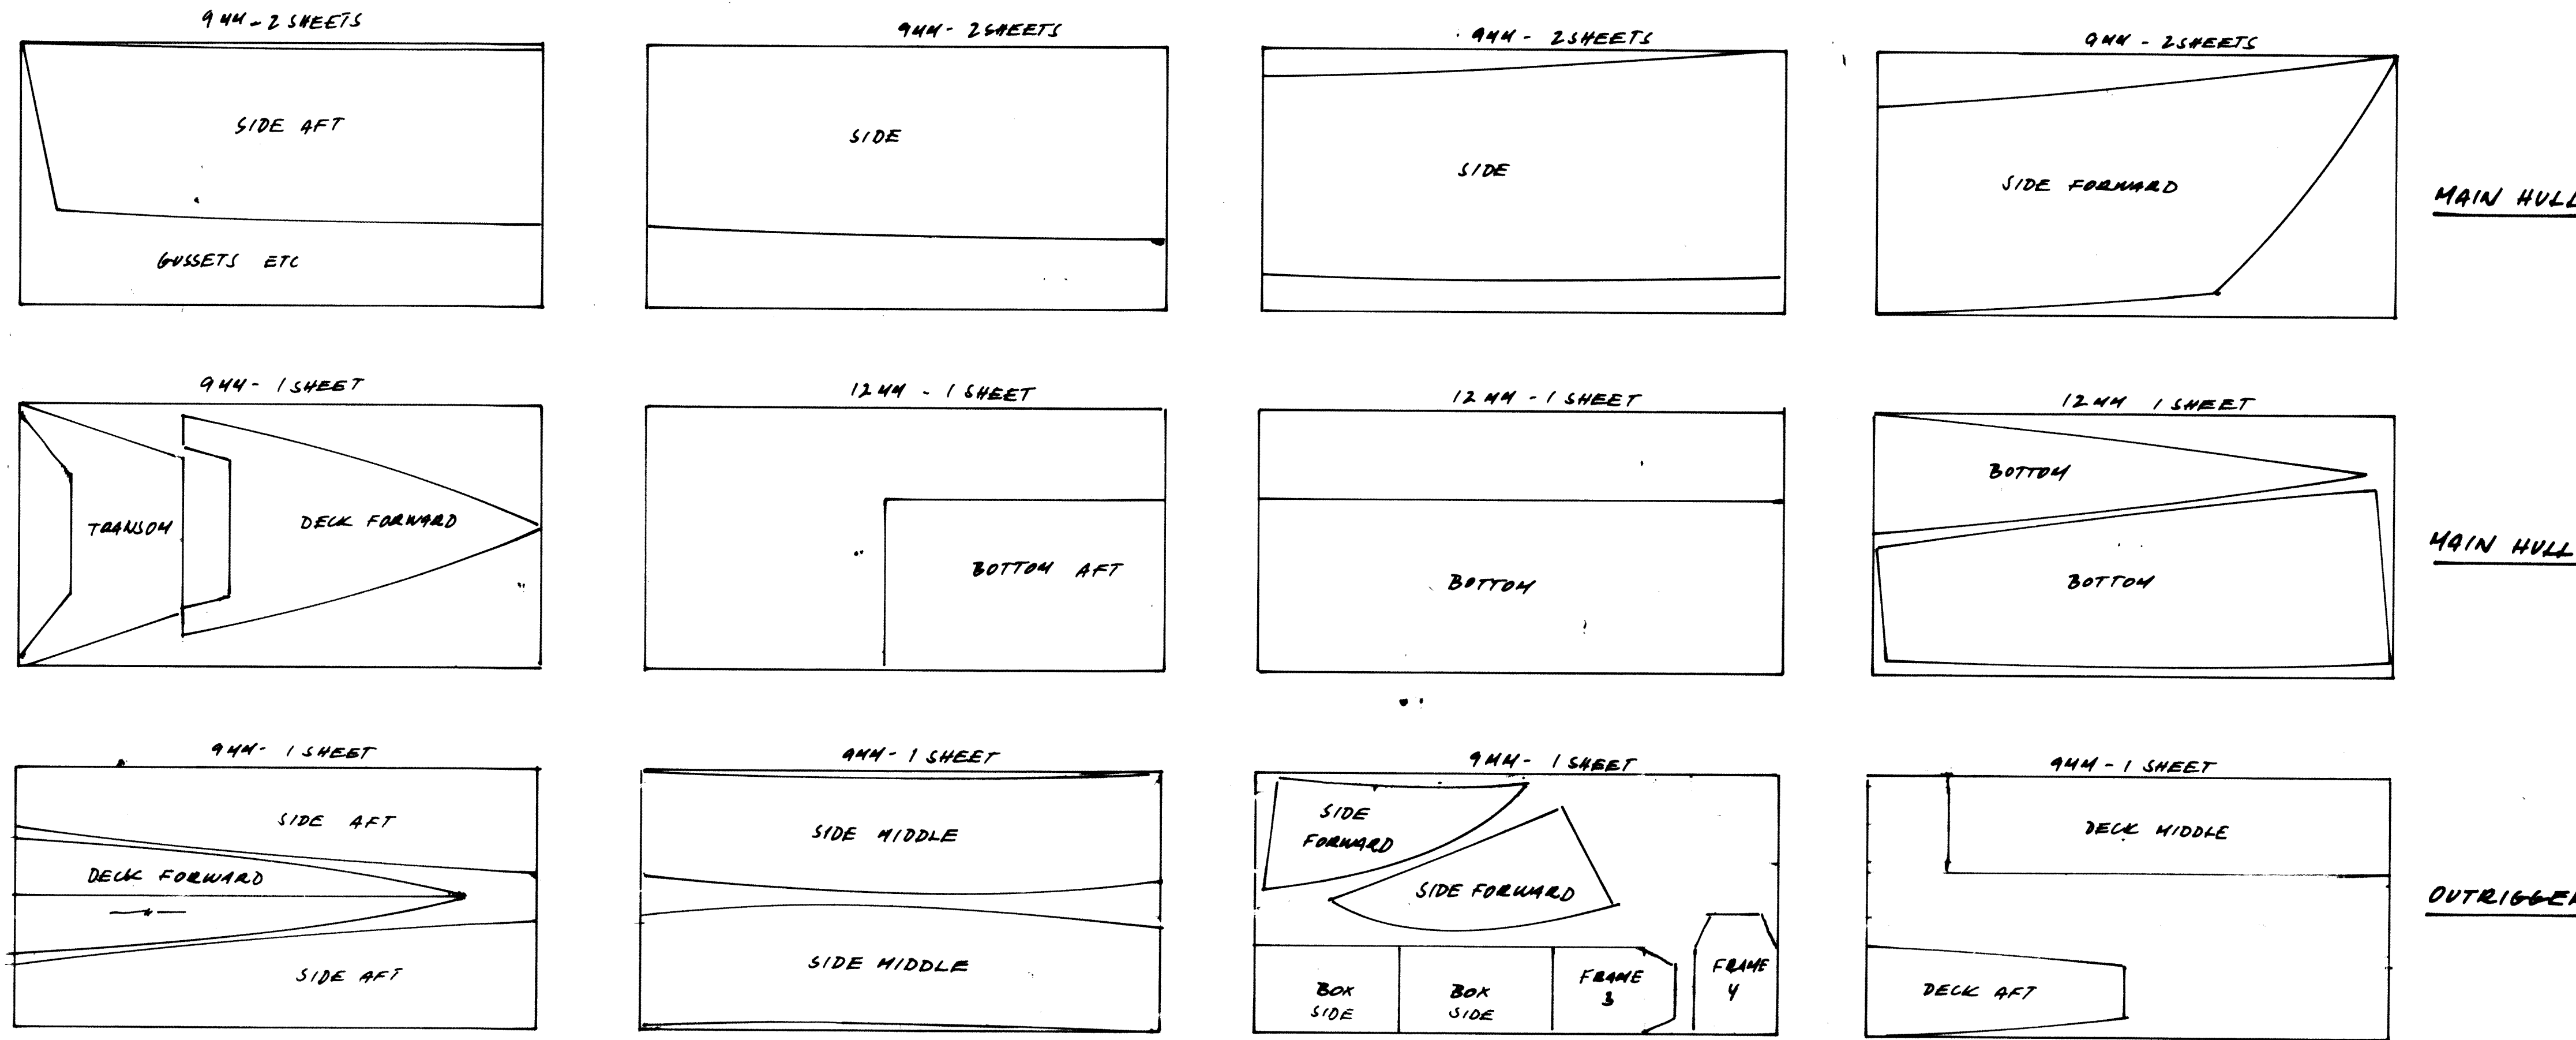 9MM - 2 SHEETS
9MM - 2 SHEETS
9MM - 2 SHEETS
9MM - 2 SHEETS
SIDE AFT
GUSSETS ETC
SIDE
SIDE
SIDE FORWARD
MAIN HULL
9MM - 1 SHEET
12MM - 1 SHEET
12MM - 1 SHEET
12MM 1 SHEET
TRANSOM
DECK FORWARD
BOTTOM AFT
BOTTOM
BOTTOM
BOTTOM
MAIN HULL
9MM - 1 SHEET
9MM - 1 SHEET
9MM - 1 SHEET
9MM - 1 SHEET
SIDE AFT
DECK FORWARD
SIDE AFT
SIDE MIDDLE
SIDE MIDDLE
SIDE
FORWARD
SIDE FORWARD
BOX
SIDE
BOX
SIDE
FRAME
3
FRAME
4
DECK MIDDLE
DECK AFT
OUTRIGGER